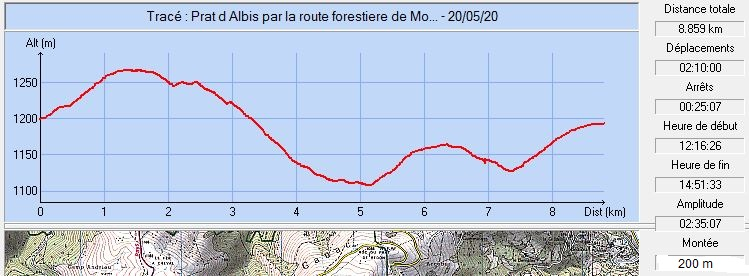 Tracé : Prat d Albis par la route forestiere de Mo... - 20/05/20
Alt (m)
1250
1200
1150
1100
0 1 2 3 4 5 6 7 8 Dist (km)
Distance totale
8.859 km
Déplacements
02:10:00
Arrêts
00:25:07
Heure de début
12:16:26
Heure de fin
14:51:33
Amplitude
02:35:07
Montée
200 m
Camp Andrieu